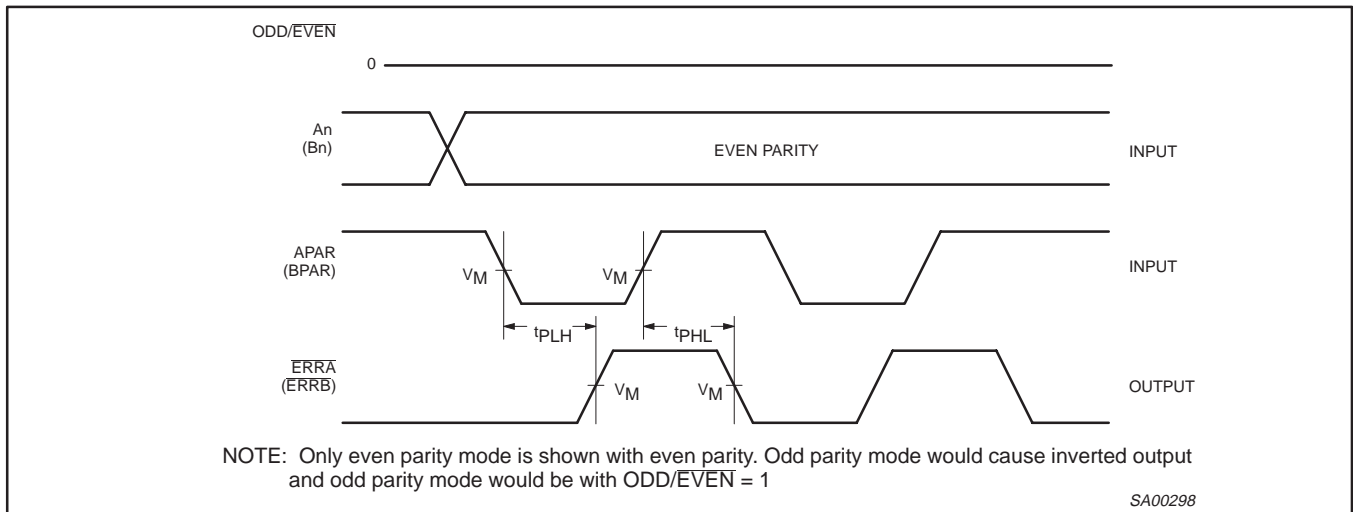 ODD/EVEN
0
An
(Bn)
EVEN PARITY
INPUT
APAR
(BPAR)
VM
VM
INPUT
tPLH
tPHL
ERRA
(ERRB)
VM
VM
OUTPUT
NOTE: Only even parity mode is shown with even parity. Odd parity mode would cause inverted output
and odd parity mode would be with ODD/EVEN = 1
SA00298